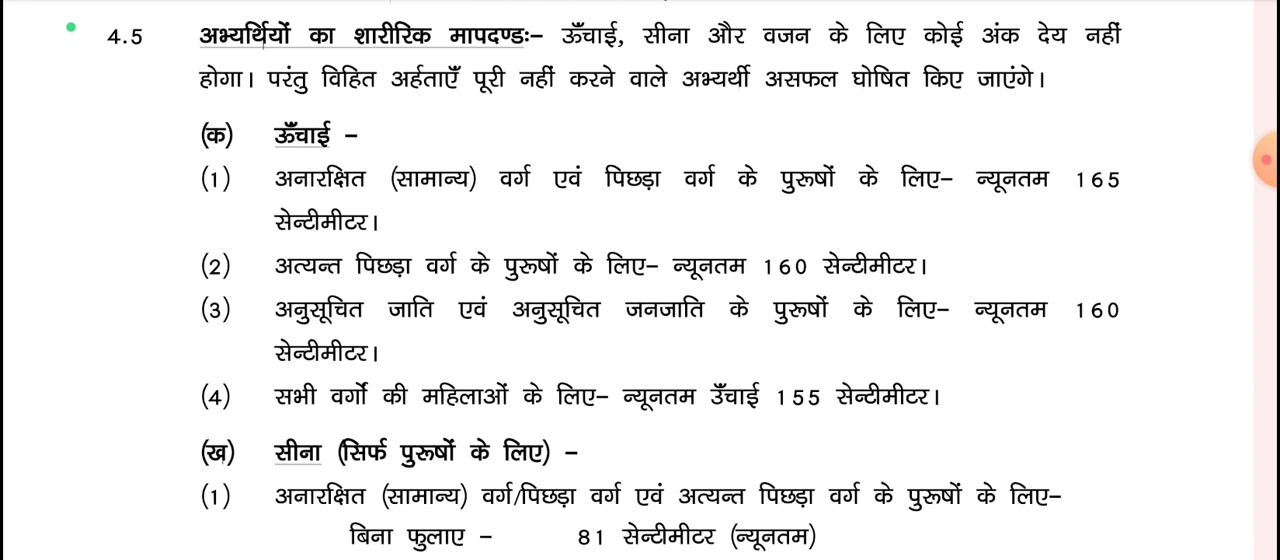 4.5 अभ्यर्थियों का शारीरिक मापदण्डः- ऊँचाई, सीना और वजन के लिए कोई अंक देय नहीं
होगा। परंतु विहित अर्हताएँ पूरी नहीं करने वाले अभ्यर्थी असफल घोषित किए जाएंगे।
(क) ऊँचाई -
(1) अनारक्षित (सामान्य) वर्ग एवं पिछड़ा वर्ग के पुरूषों के लिए- न्यूनतम 165
सेन्टीमीटर।
(2) अत्यन्त पिछड़ा वर्ग के पुरूषों के लिए- न्यूनतम 160 सेन्टीमीटर।
(3) अनुसूचित जाति एवं अनुसूचित जनजाति के पुरूषों के लिए- न्यूनतम 160
सेन्टीमीटर।
(4) सभी वर्गों की महिलाओं के लिए- न्यूनतम उँचाई 155 सेन्टीमीटर।
(ख) सीना (सिर्फ पुरूषों के लिए) -
(1) अनारक्षित (सामान्य) वर्ग/पिछड़ा वर्ग एवं अत्यन्त पिछड़ा वर्ग के पुरूषों के लिए-
बिना फुलाए - 81 सेन्टीमीटर (न्यूनतम)